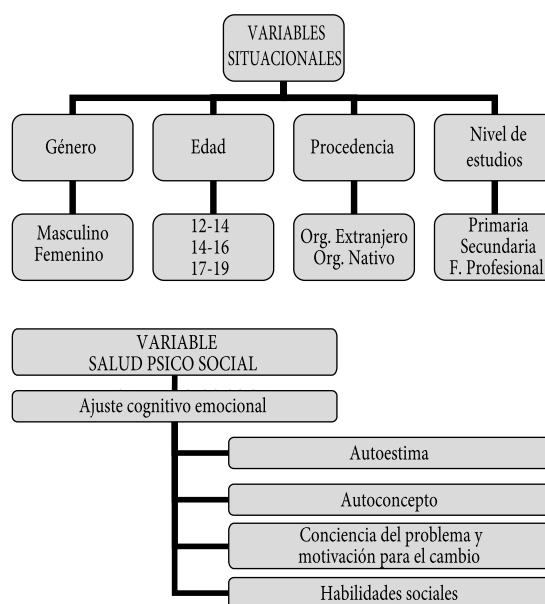 VARIABLES
SITUACIONALES
Género
Edad
Procedencia
Nivel de
estudios
Masculino
Femenino
12-14
14-16
17-19
Org. Extranjero
Org. Nativo
Primaria
Secundaria
F. Profesional
VARIABLE
SALUD PSICO SOCIAL
Ajuste cognitivo emocional
Autoestima
Autoconcepto
Conciencia del problema y
motivación para el cambio
Habilidades sociales